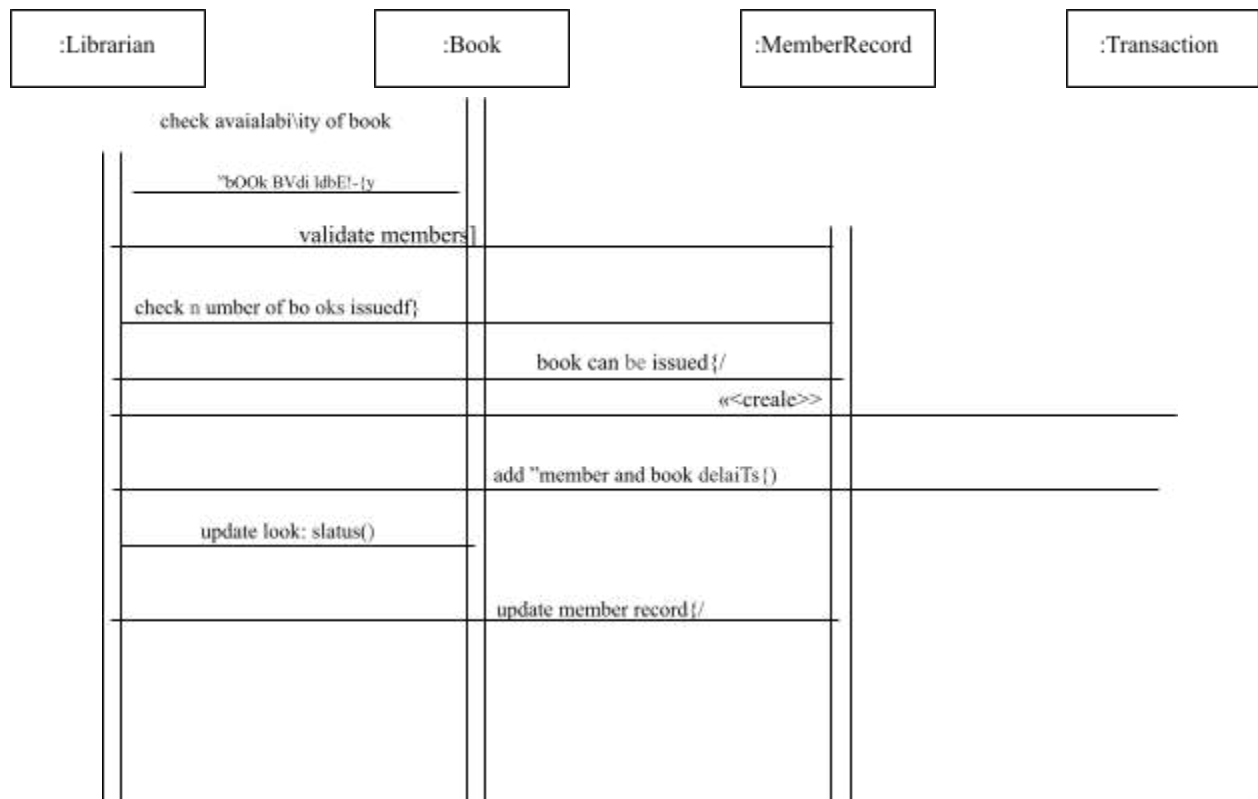 :Librarian
:Book
:MemberRecord
:Transaction
check avaialabi\ity of book
"bOOk BVdi ldbE!-{y
validate members]
check n umber of bo oks issuedf}
book can be issued{/
«<creale>>
add "member and book delaiTs{)
update look: slatus()
update member record{/